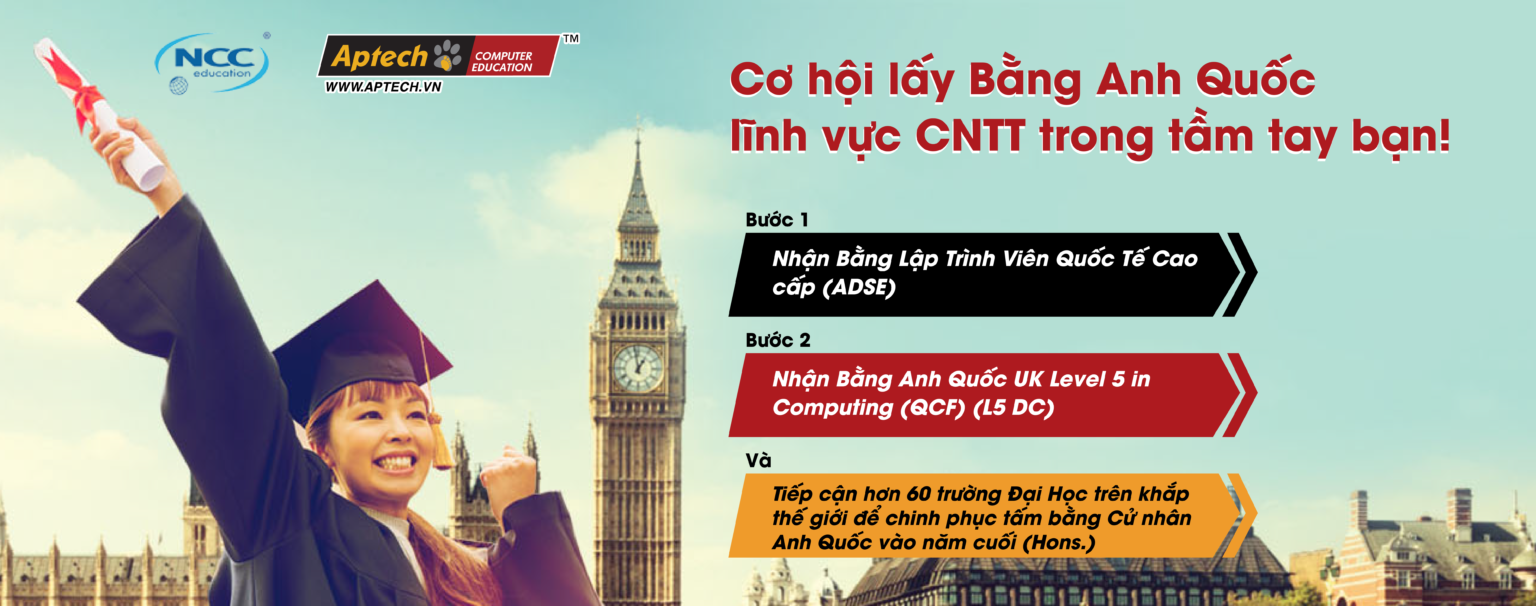 NCC
education
®
Aptech
COMPUTER
EDUCATION
TM
WWW.APTECH.VN
Cơ hội lấy Bằng Anh Quốc
lĩnh vực CNTT trong tầm tay bạn!
Bước 1
Nhận Bằng Lập Trình Viên Quốc Tế Cao
cấp (ADSE)
Bước 2
Nhận Bằng Anh Quốc UK Level 5 in
Computing (QCF) (L5 DC)
Và
Tiếp cận hơn 60 trường Đại Học trên khắp
thế giới để chinh phục tấm bằng Cử nhân
Anh Quốc vào năm cuối (Hons.)